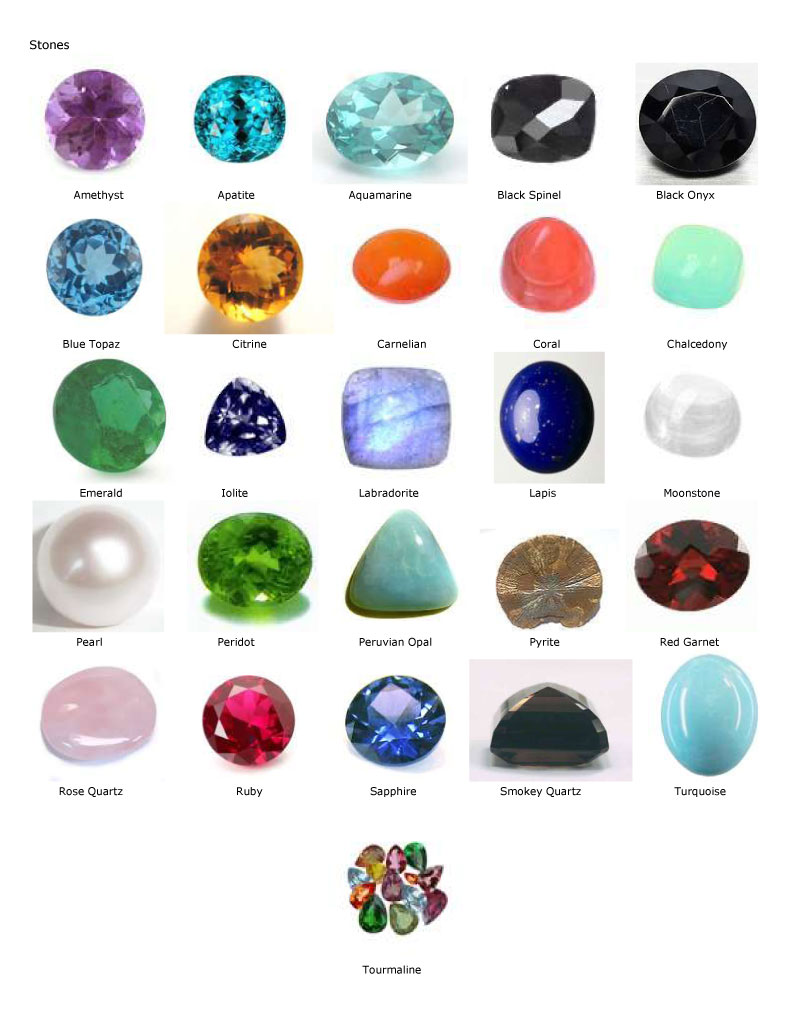 Stones
Amethyst Apatite Aquamarine Black Spinel Black Onyx
Blue Topaz Citrine Carnelian Coral Chalcedony
Emerald Iolite Labradorite Lapis Moonstone
Pearl Peridot Peruvian Opal Pyrite Red Garnet
Rose Quartz Ruby Sapphire Smokey Quartz Turquoise
Tourmaline